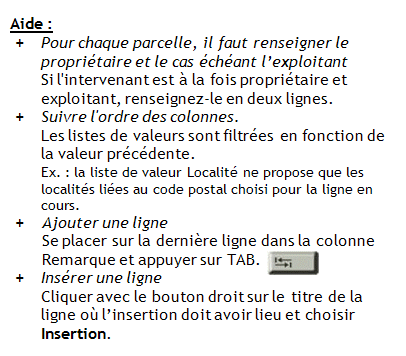 Aide :
+ Pour chaque parcelle, il faut renseigner le
propriétaire et le cas échéant l’exploitant
Si l'intervenant est à la fois propriétaire et
exploitant, renseignez-le en deux lignes.
+ Suivre l'ordre des colonnes.
Les listes de valeurs sont filtrées en fonction de
la valeur précédente.
Ex. : la liste de valeur Localité ne propose que les
localités liées au code postal choisi pour la ligne en
cours.
+ Ajouter une ligne
Se placer sur la dernière ligne dans la colonne
Remarque et appuyer sur TAB.
+ Insérer une ligne
Cliquer avec le bouton droit sur le titre de la
ligne où l’insertion doit avoir lieu et choisir
Insertion.